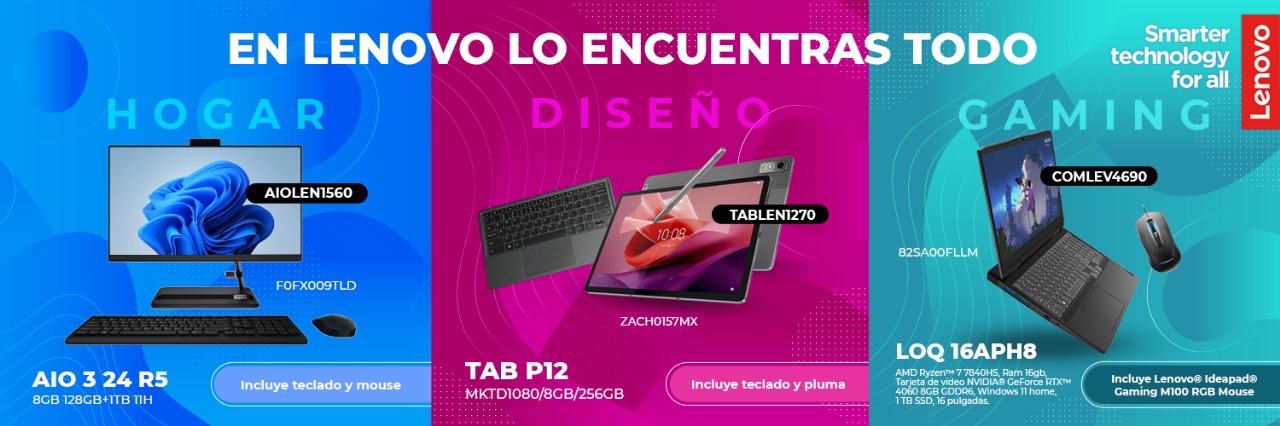 EN LENOVO LO ENCUENTRAS TODO
Smarter
technology
for all
Lenovo
HOGAR
AIOLEN1560
F0FX009TLD
AIO 3 24 R5
8GB 128GB+1TB 11H
Incluye teclado y mouse
DISEÑO
TABLEN1270
10:08
ZACH0157MX
TAB P12
MKTD1080/8GB/256GB
Incluye teclado y pluma
GAMING
COMLEV4690
82SA00FLLM
LOQ 16APH8
AMD Ryzen™ 7 7840HS, Ram 16gb,
Tarjeta de video NVIDIA® GeForce RTX™
4060 8GB GDDR6, Windows 11 home,
1 TB SSD, 16 pulgadas.
Incluye Lenovo® Ideapad®
Gaming M100 RGB Mouse